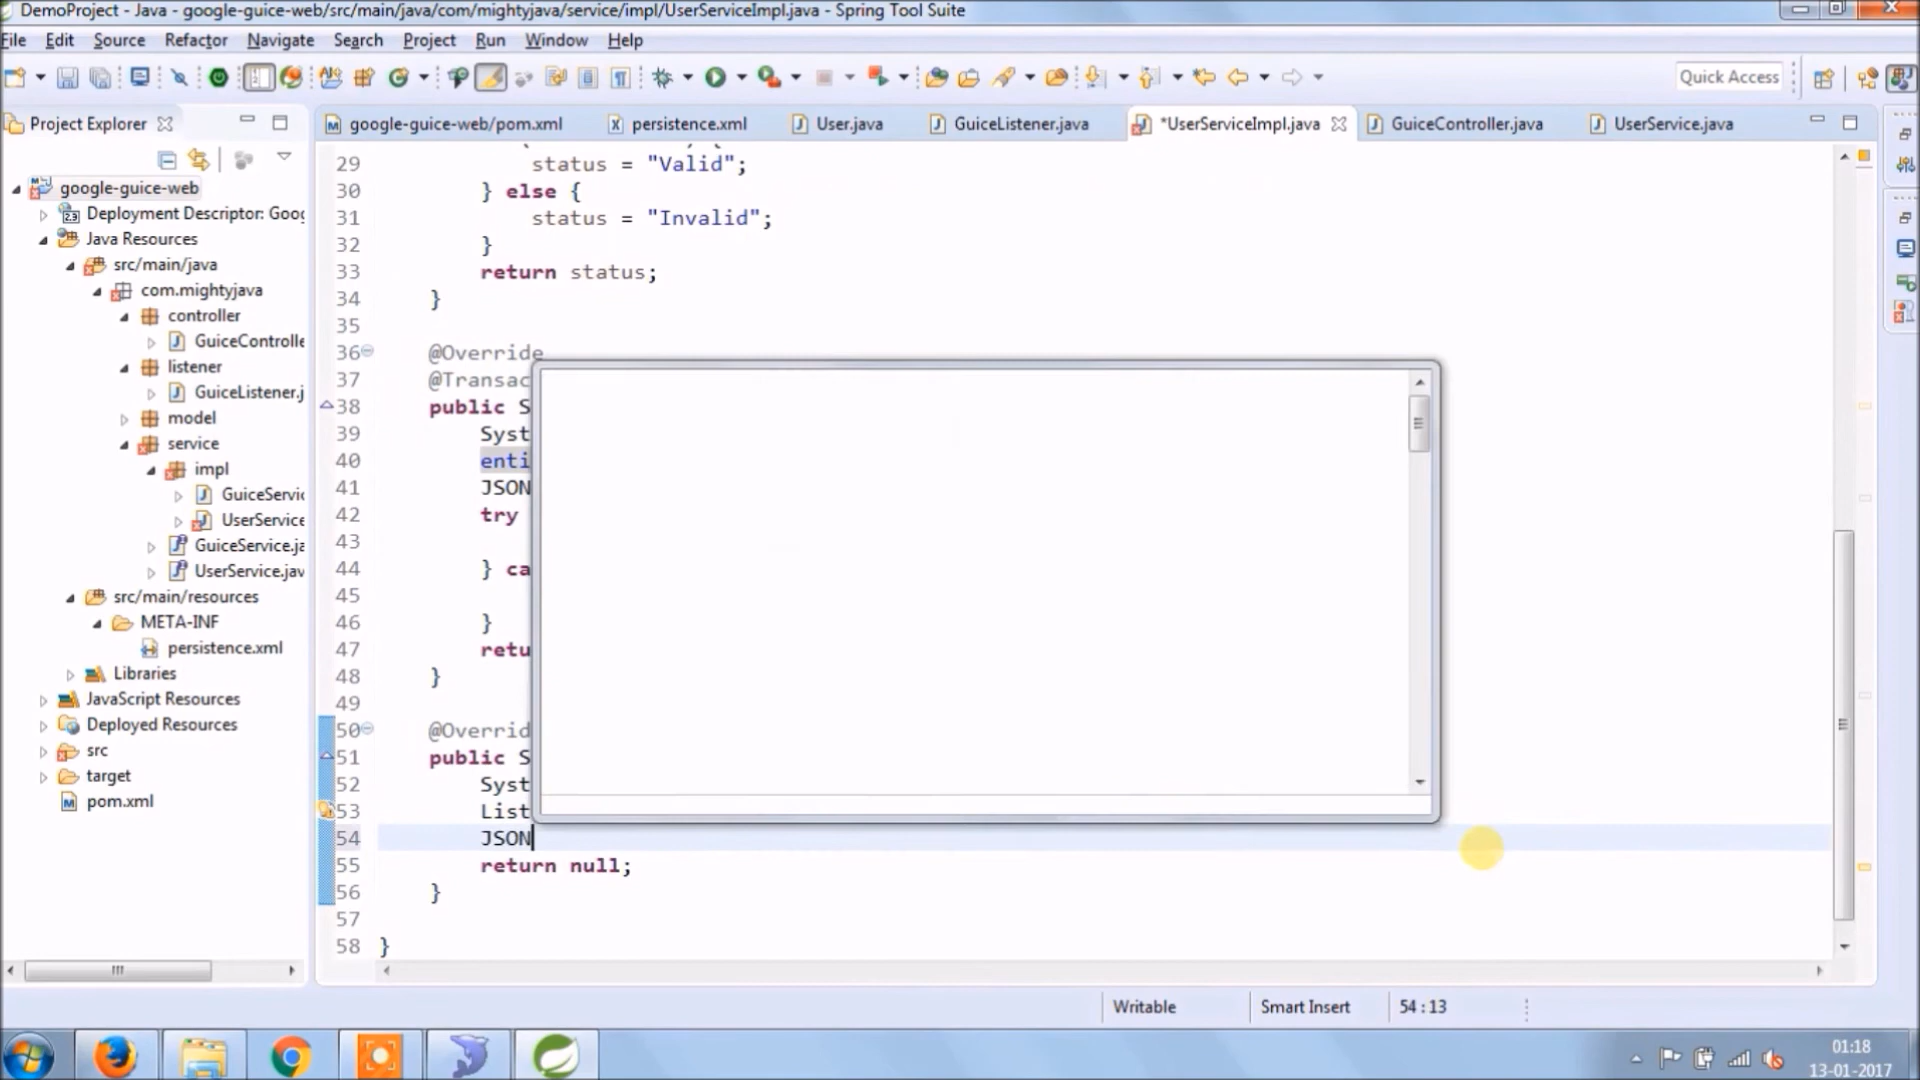 DemoProject - Java - google-guice-web/src/main/java/com/mightyjava/service/impl/UserServiceImpl.java - Spring Tool Suite
File Edit Source Refactor Navigate Search Project Run Window Help
Quick Access
Project Explorer
google-guice-web/pom.xml
persistence.xml
User.java
GuiceListener.java
*UserServiceImpl.java
GuiceController.java
UserService.java
google-guice-web
Deployment Descriptor: Goog
Java Resources
src/main/java
com.mightyjava
controller
GuiceControlle
listener
GuiceListener.j
model
service
impl
GuiceServic
UserService
GuiceService.ja
UserService.jav
src/main/resources
META-INF
persistence.xml
Libraries
JavaScript Resources
Deployed Resources
src
target
pom.xml
29 status = "Valid";
30 } else {
31 status = "Invalid";
32 }
33 return status;
34 }
35
36 @Override
37 @Transac
38 public S
39 Syst
40 enti
41 JSON
42 try
43
44 } ca
45
46 }
47 retu
48 }
49
50 @Overrid
51 public S
52 Syst
53 List
54 JSON
55 return null;
56 }
57
58 }
Writable
Smart Insert
54 : 13
01:18
13-01-2017